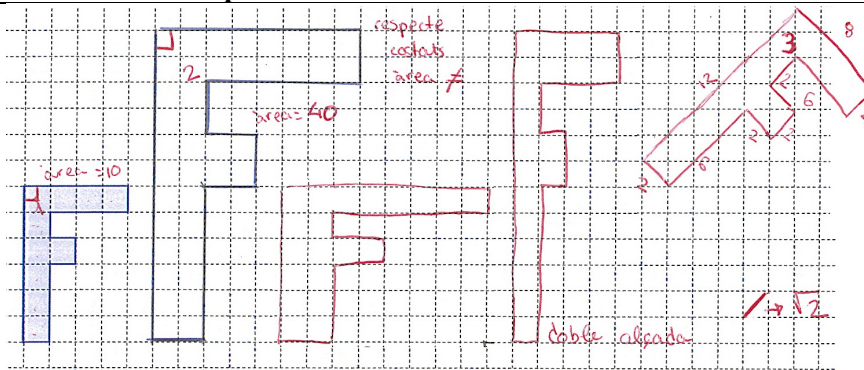 respecte
costats
àrea ≠
2
àrea = 40
àrea = 10
1
8
3
12
2
6
2
2
6
2
/ → √2
doble alçada